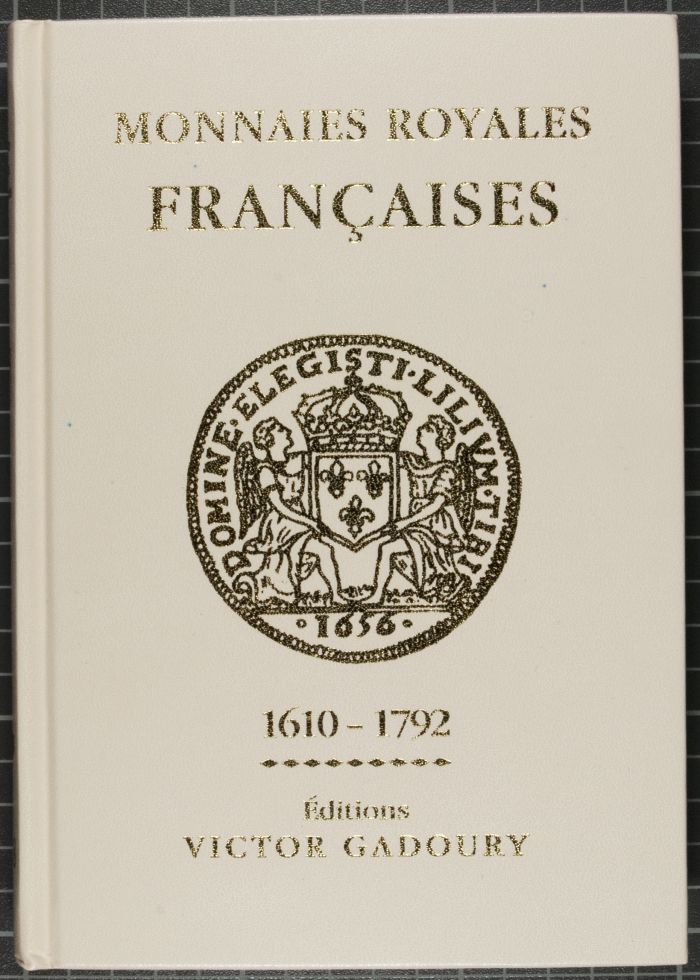 MONNAIES ROYALES
FRANÇAISES
DOMINE·ELEGISTI·LILIVM·TIBI
·1656·
1610 – 1792
Éditions
VICTOR GADOURY